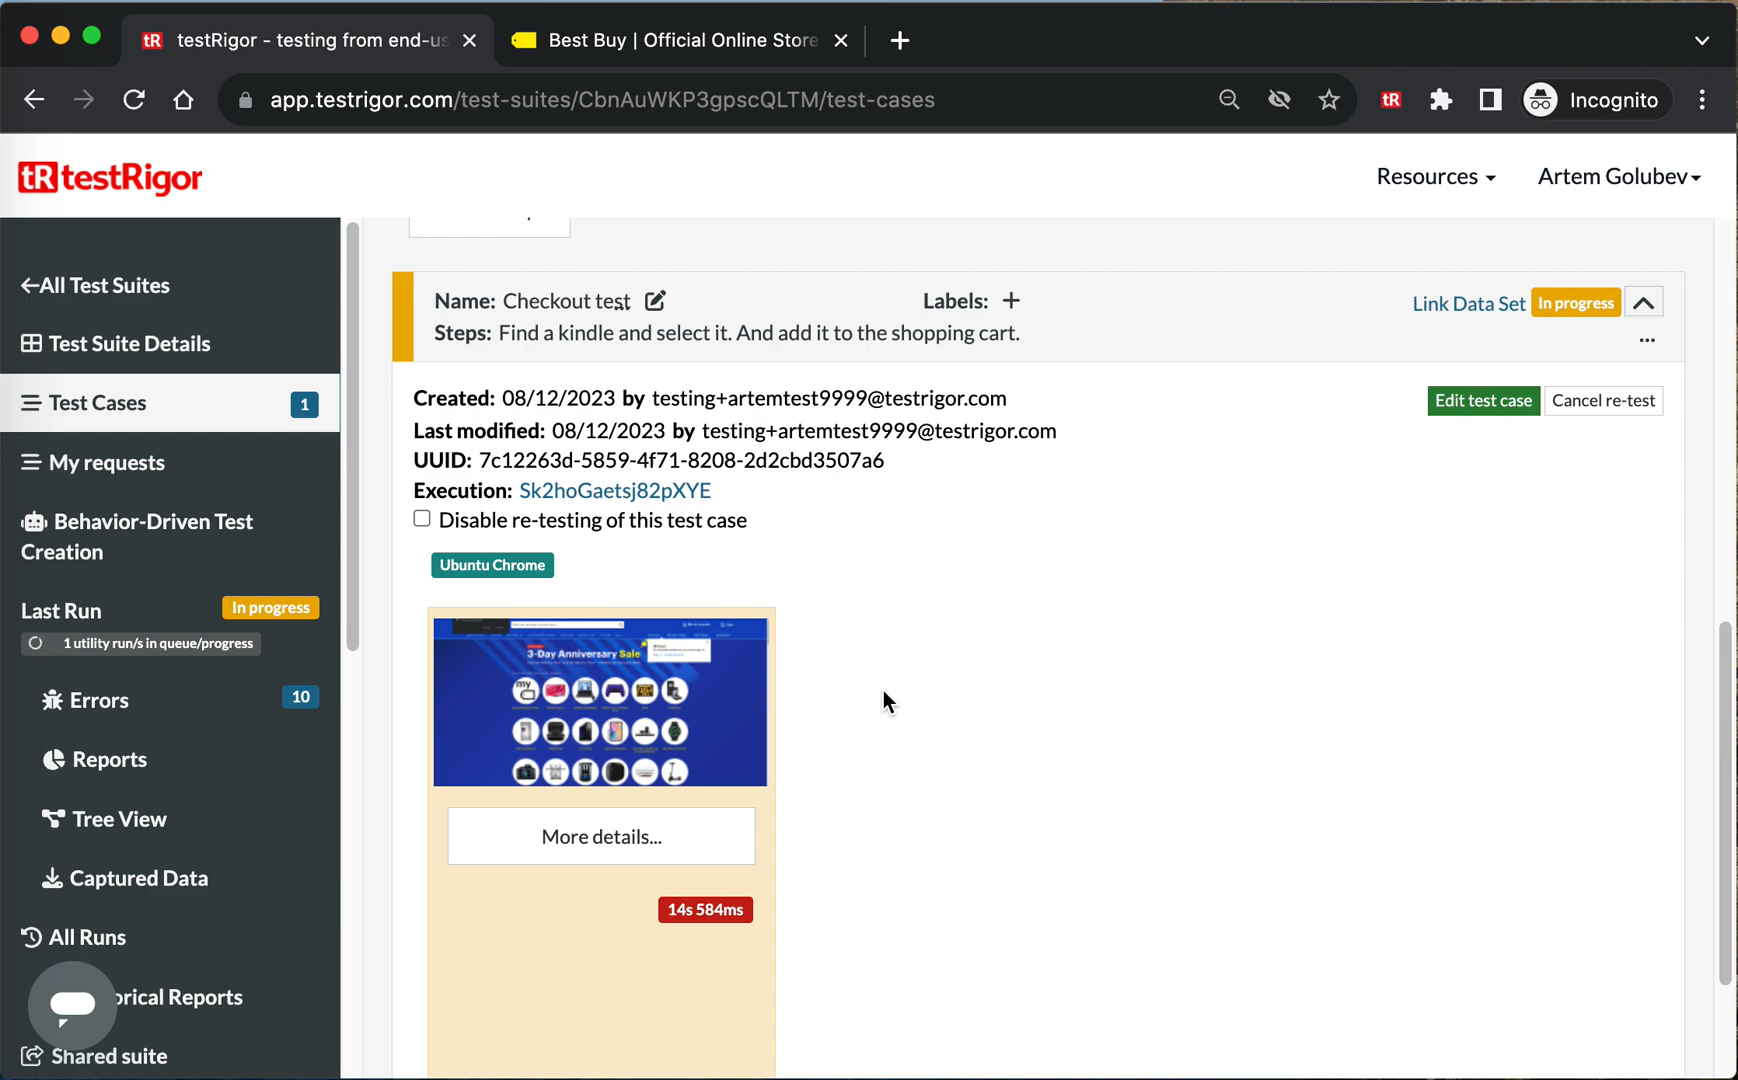 testRigor - testing from end-us
Best Buy | Official Online Store
app.testrigor.com/test-suites/CbnAuWKP3gpscQLTM/test-cases
tR
Incognito
tR testRigor
Resources
Artem Golubev
All Test Suites
Test Suite Details
Test Cases 1
My requests
Behavior-Driven Test
Creation
Last Run In progress
1 utility run/s in queue/progress
Errors 10
Reports
Tree View
Captured Data
All Runs
orical Reports
Shared suite
Name: Checkout test
Labels: +
Link Data Set In progress
Steps: Find a kindle and select it. And add it to the shopping cart.
...
Created: 08/12/2023 by testing+artemtest9999@testrigor.com
Edit test case Cancel re-test
Last modified: 08/12/2023 by testing+artemtest9999@testrigor.com
UUID: 7c12263d-5859-4f71-8208-2d2cbd3507a6
Execution: Sk2hoGaetsj82pXYE
Disable re-testing of this test case
Ubuntu Chrome
3-Day Anniversary Sale
More details...
14s 584ms